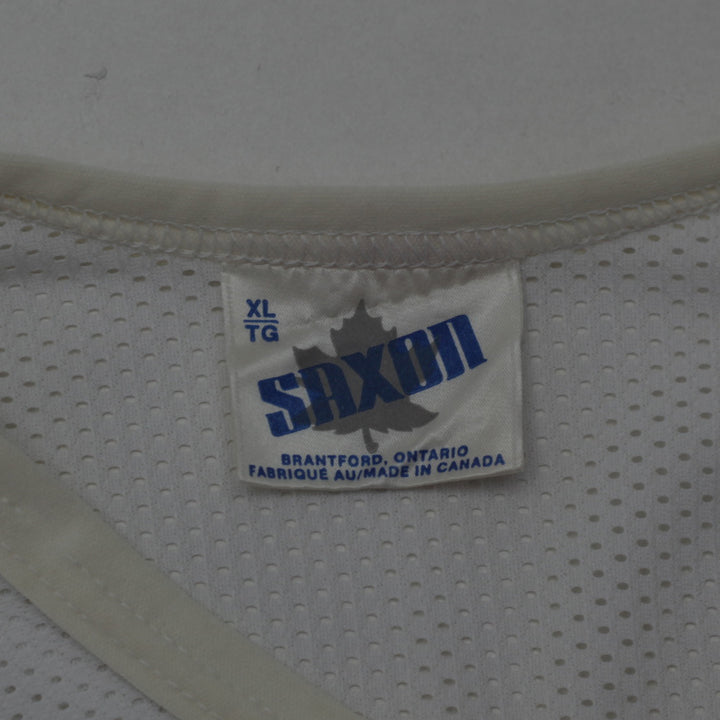 XL
TG
SAXON
BRANTFORD, ONTARIO
FABRIQUÉ AU/MADE IN CANADA